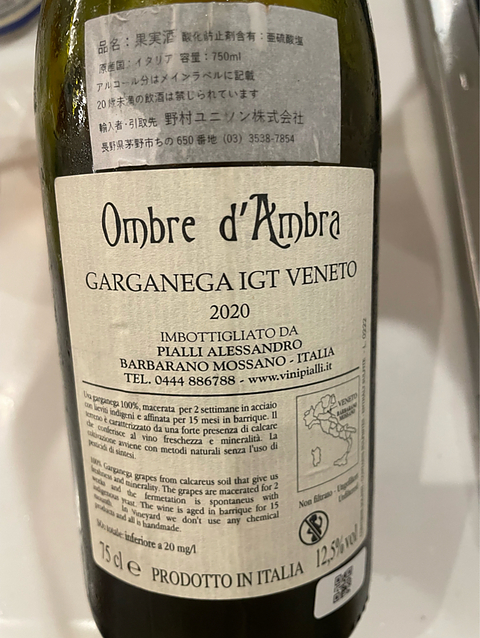 品名：果実酒 酸化防止剤含有：亜硫酸塩
原産国：イタリア 容量：750ml
アルコール分はメインラベルに記載
20歳未満の飲酒は禁じられています
輸入者・引取先 野村ユニソン株式会社
長野県茅野市ちの650番地 (03) 3538-7854
Ombre d'Ambra
GARGANEGA IGT VENETO
2020
IMBOTTIGLIATO DA
PIALLI ALESSANDRO
BARBARANO MOSSANO - ITALIA
TEL. 0444 886788 - www.vinipialli.it
Uva garganega 100%, macerata per 2 settimane in acciaio
con lieviti indigeni e affinata per 15 mesi in barrique. Il
terreno è caratterizzato da una forte presenza di calcare
che conferisce al vino freschezza e mineralità. La
coltivazione avviene con metodi naturali senza l'uso di
pesticidi di sintesi.
100% Garganega grapes from calcareus soil that give us
freshness and minerality. The grapes are macerated for 2
weeks and the fermetation is spontaneus with
indigenous yeast. The wine is aged in barrique for 15
months. In Vineyard we don't use any chemical
products and all is handmade.
VENETO
BARBARANO
MOSSANO
Non filtrato - Unfiltered
SO2 totale: inferiore a 20 mg/l
75 cl e PRODOTTO IN ITALIA 12,5% vol